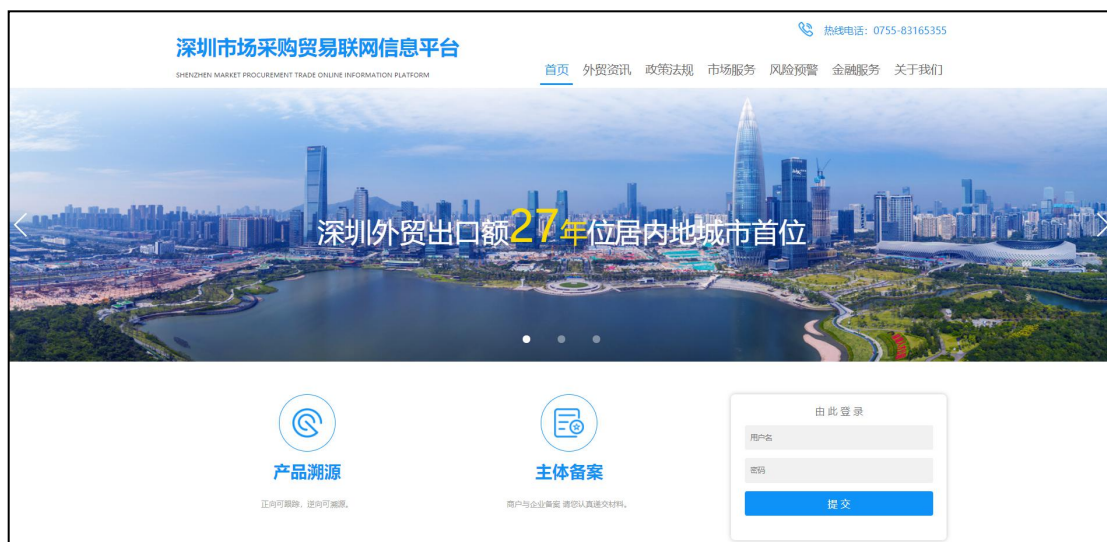 热线电话：0755-83165355
深圳市场采购贸易联网信息平台
SHENZHEN MARKET PROCUREMENT TRADE ONLINE INFORMATION PLATFORM
首页 外贸资讯 政策法规 市场服务 风险预警 金融服务 关于我们
深圳外贸出口额27年位居内地城市首位
由此登录
用户名
密码
提交
产品溯源
正向可跟踪，逆向可溯源。
主体备案
商户与企业备案 请您认真递交材料。